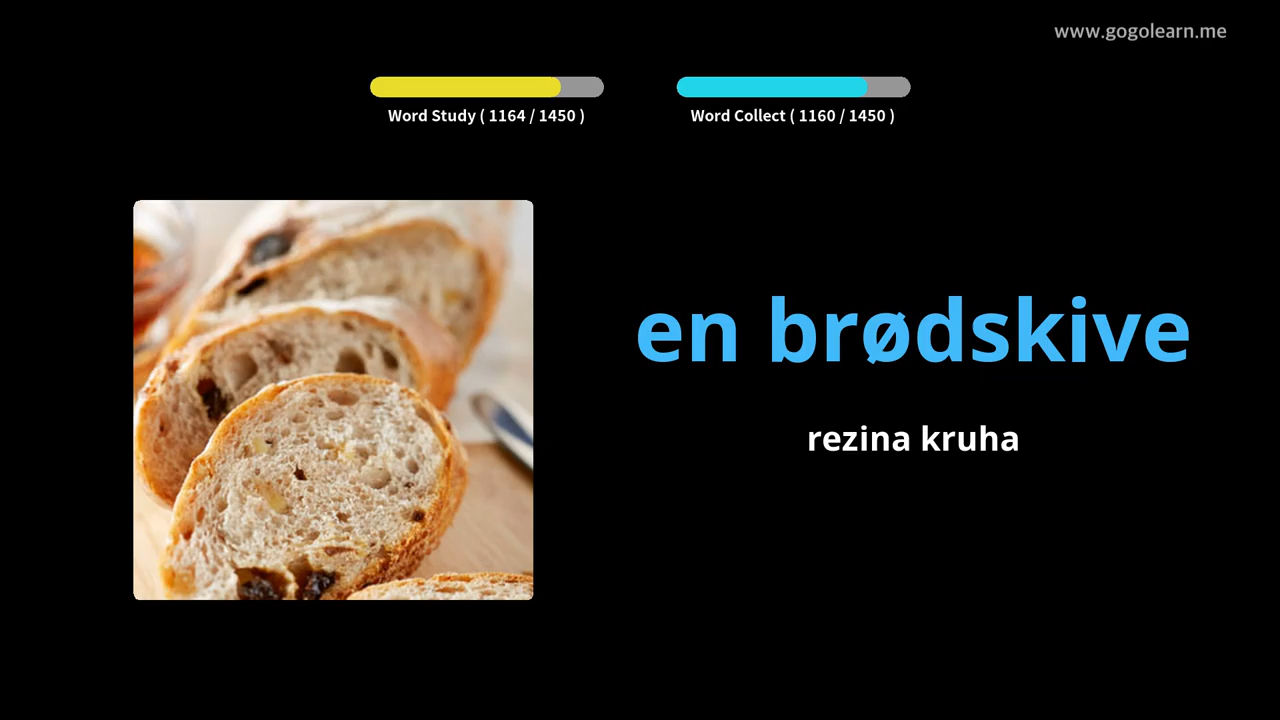 www.gogolearn.me
Word Study ( 1164 / 1450 )
Word Collect ( 1160 / 1450 )
en brødskive
rezina kruha